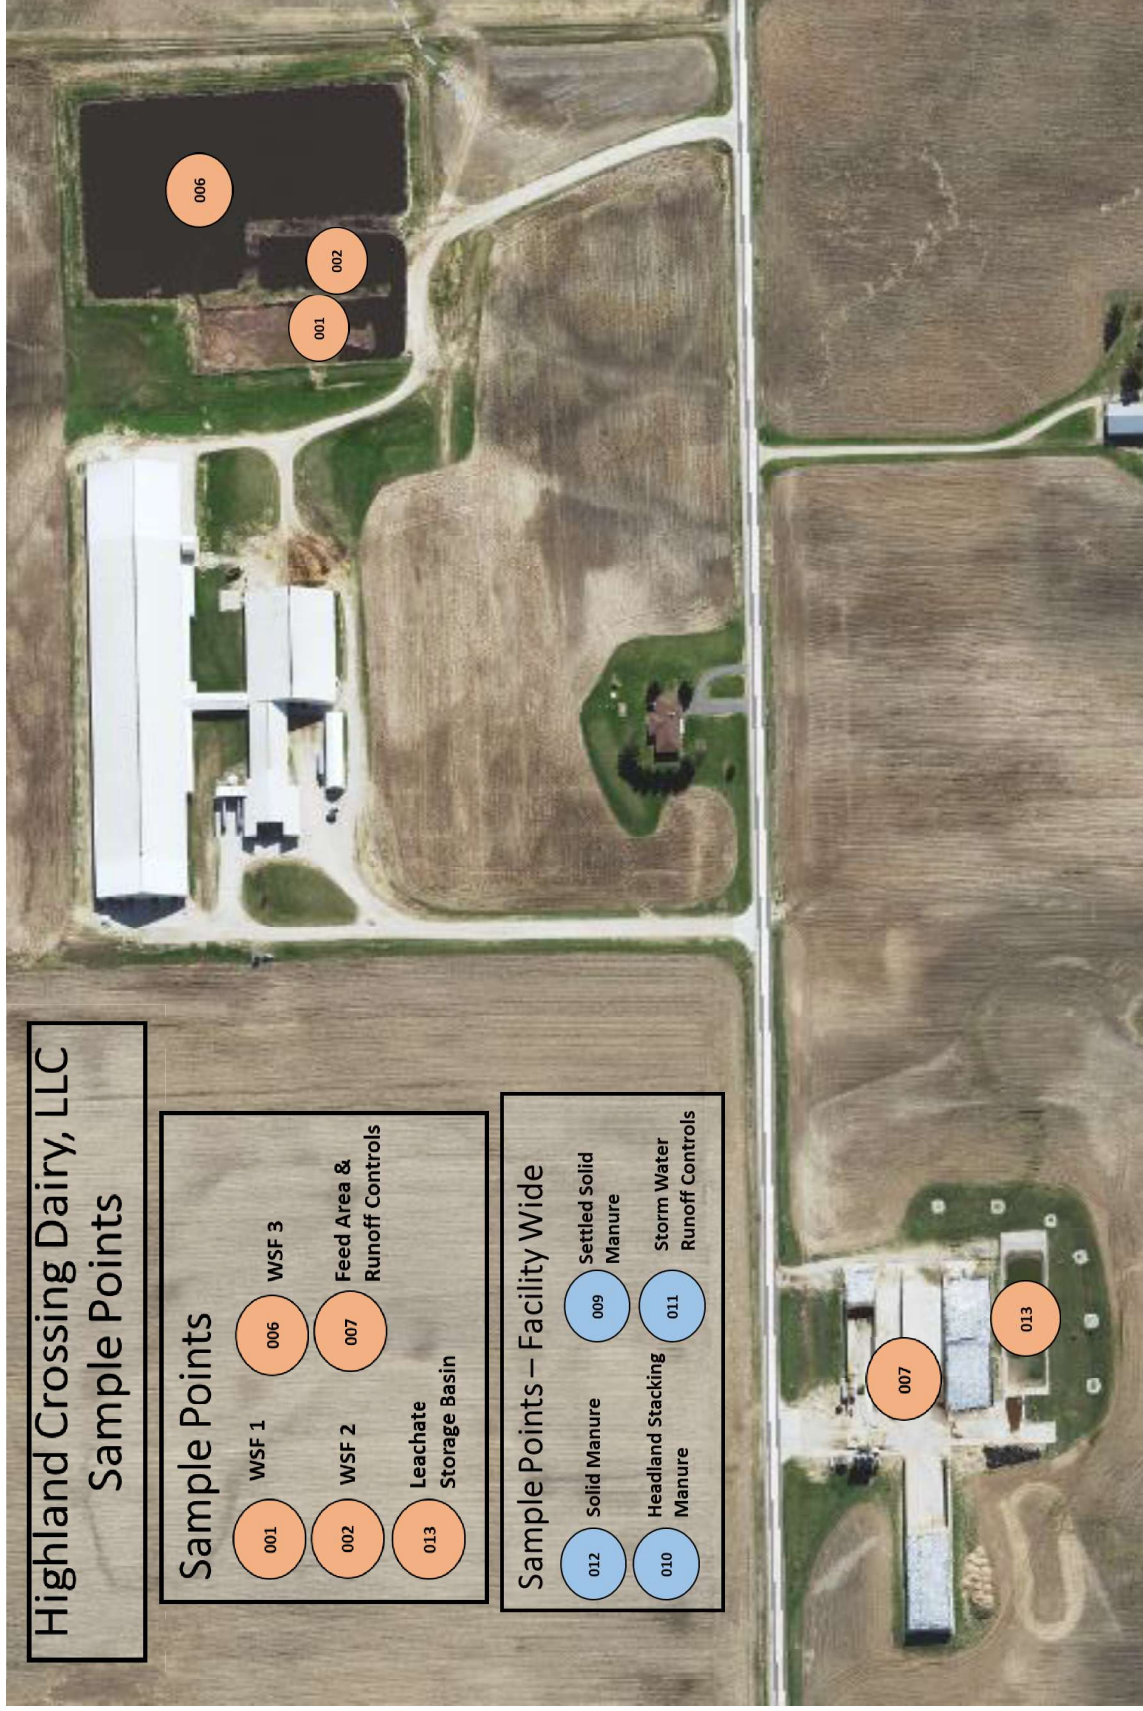 Highland Crossing Dairy, LLC
Sample Points
Sample Points
001 WSF 1
006 WSF 3
002 WSF 2
007 Feed Area &
Runoff Controls
013 Leachate
Storage Basin
Sample Points – Facility Wide
012 Solid Manure
009 Settled Solid
Manure
010 Headland Stacking
Manure
011 Storm Water
Runoff Controls
001
002
006
007
013